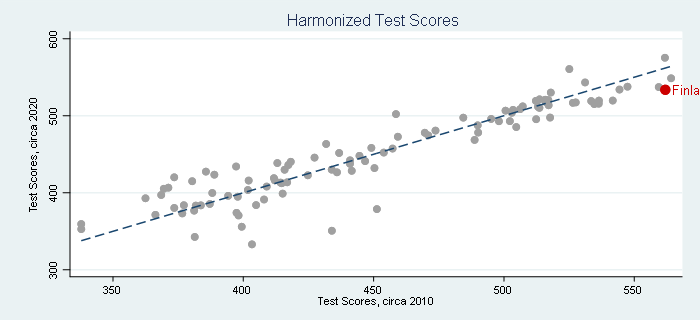 Harmonized Test Scores
Test Scores, circa 2020
600
500
400
300
Finla
350
400
450
500
550
Test Scores, circa 2010